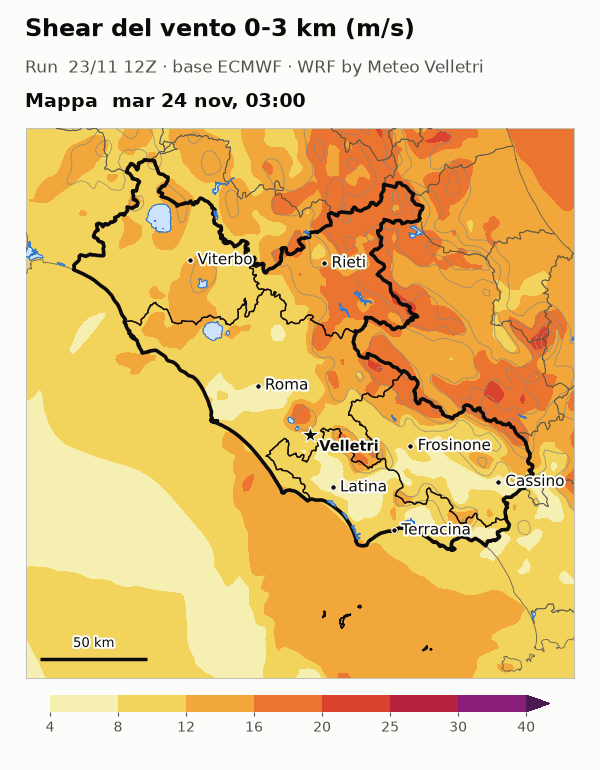 Shear del vento 0-3 km (m/s)
Run  23/11 12Z · base ECMWF · WRF by Meteo Velletri
Mappa  mar 24 nov, 03:00
Viterbo
Rieti
Roma
Velletri
Frosinone
Latina
Cassino
Terracina
50 km
4 8 12 16 20 25 30 40